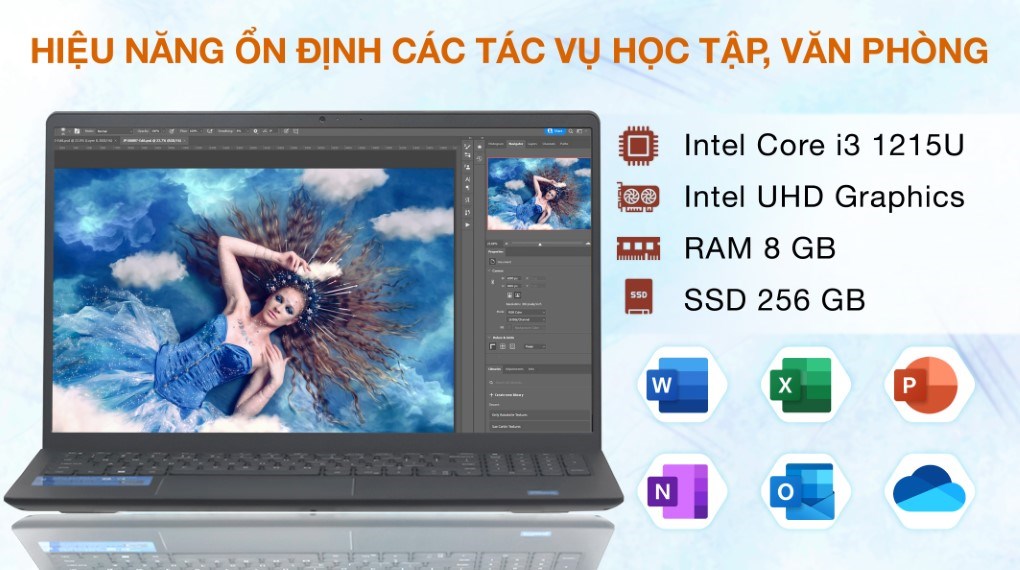 HIỆU NĂNG ỔN ĐỊNH CÁC TÁC VỤ HỌC TẬP, VĂN PHÒNG
Intel Core i3 1215U
Intel UHD Graphics
RAM 8 GB
SSD
SSD 256 GB
W
X
P
N
O